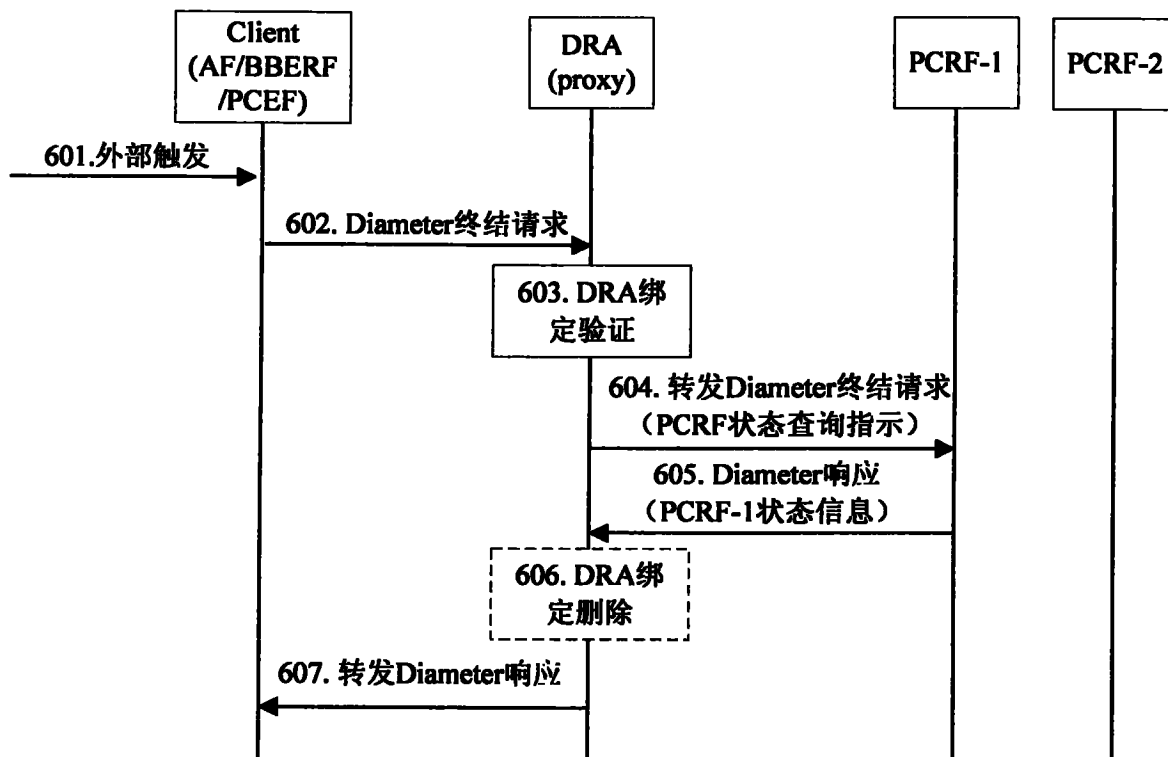 Client
(AF/BBERF
/PCEF)
DRA
(proxy)
PCRF-1
PCRF-2
601.外部触发
602. Diameter终结请求
603. DRA绑
定验证
604. 转发Diameter终结请求
（PCRF状态查询指示）
605. Diameter响应
（PCRF-1状态信息）
606. DRA绑
定删除
607. 转发Diameter响应